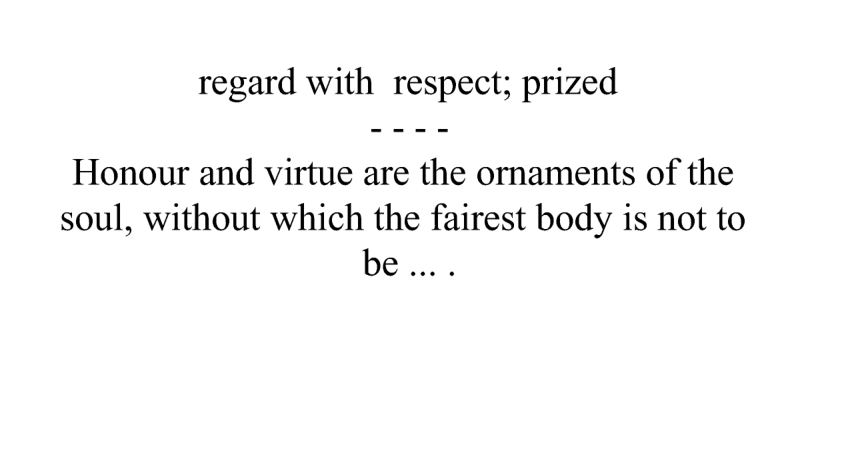 regard with  respect; prized
- - - -
Honour and virtue are the ornaments of the
soul, without which the fairest body is not to
be ... .